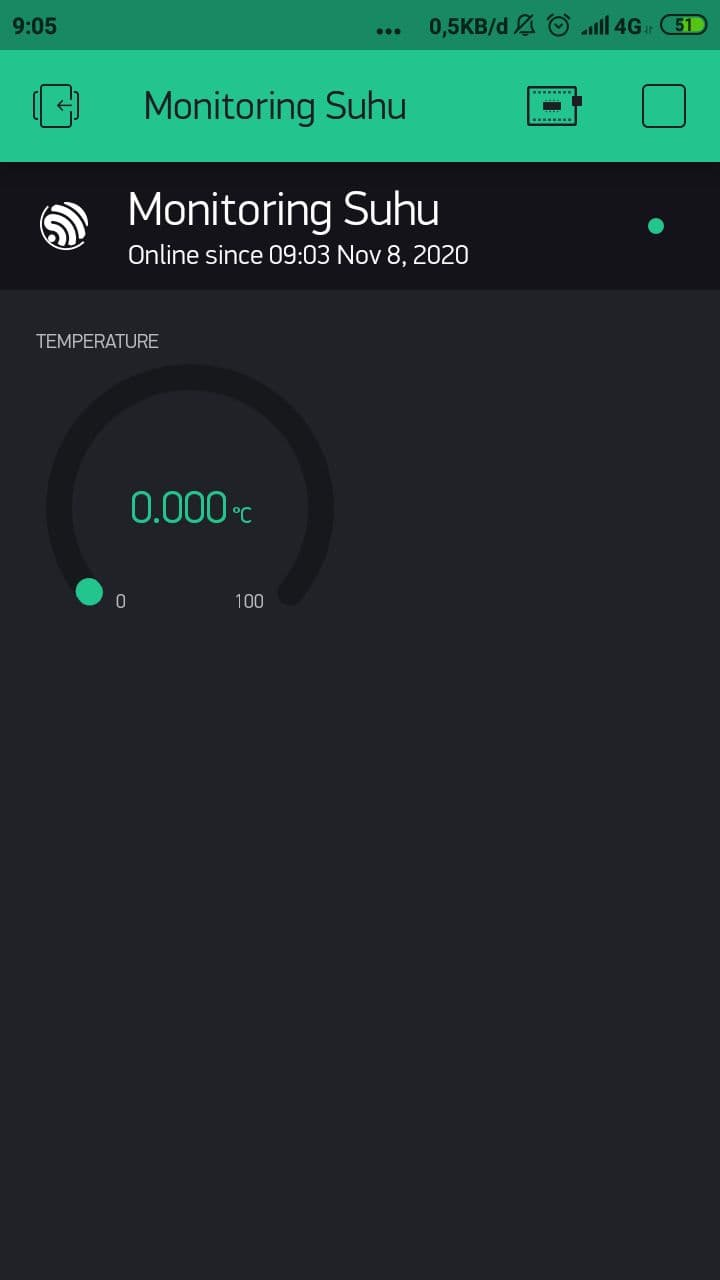 9:05 ... 0,5KB/d 4G 51
Monitoring Suhu
Monitoring Suhu
Online since 09:03 Nov 8, 2020
TEMPERATURE
0.000 °C
0 100